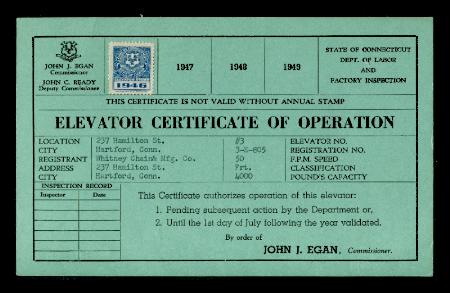 JOHN J. EGAN
Commissioner
JOHN C. READY
Deputy Commissioner
1946
1947
1948
1949
STATE OF CONNECTICUT
DEPT. OF LABOR
AND
FACTORY INSPECTION
THIS CERTIFICATE IS NOT VALID WITHOUT ANNUAL STAMP
ELEVATOR CERTIFICATE OF OPERATION
LOCATION 237 Hamilton St. #3 ELEVATOR NO.
CITY Hartford, Conn. 3-E-805 REGISTRATION NO.
REGISTRANT Whitney Chain& Mfg. Co. 50 F.P.M. SPEED
ADDRESS 237 Hamilton St. Frt. CLASSIFICATION
CITY Hartford, Conn. 4000 POUND'S CAPACITY
INSPECTION RECORD
Inspector Date
This Certificate authorizes operation of this elevator:
1. Pending subsequent action by the Department or,
2. Until the 1st day of July following the year validated.
By order of
JOHN J. EGAN, Commissioner.